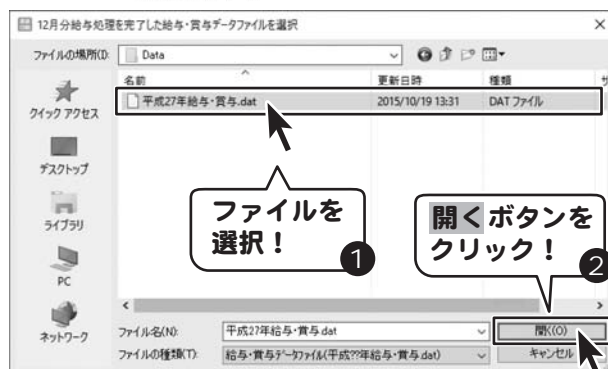 12月分給与処理を完了した給与・賞与データファイルを選択
ファイルの場所(I):
Data
名前
更新日時
種類
サ
平成27年給与・賞与.dat
2015/10/19 13:31
DAT ファイル
クイック アクセス
デスクトップ
ライブラリ
PC
ネットワーク
ファイルを
選択！
1
開くボタンを
クリック！
2
ファイル名(N):
平成27年給与・賞与.dat
開く(O)
ファイルの種類(T):
給与・賞与データファイル(平成??年給与・賞与.dat)
キャンセル